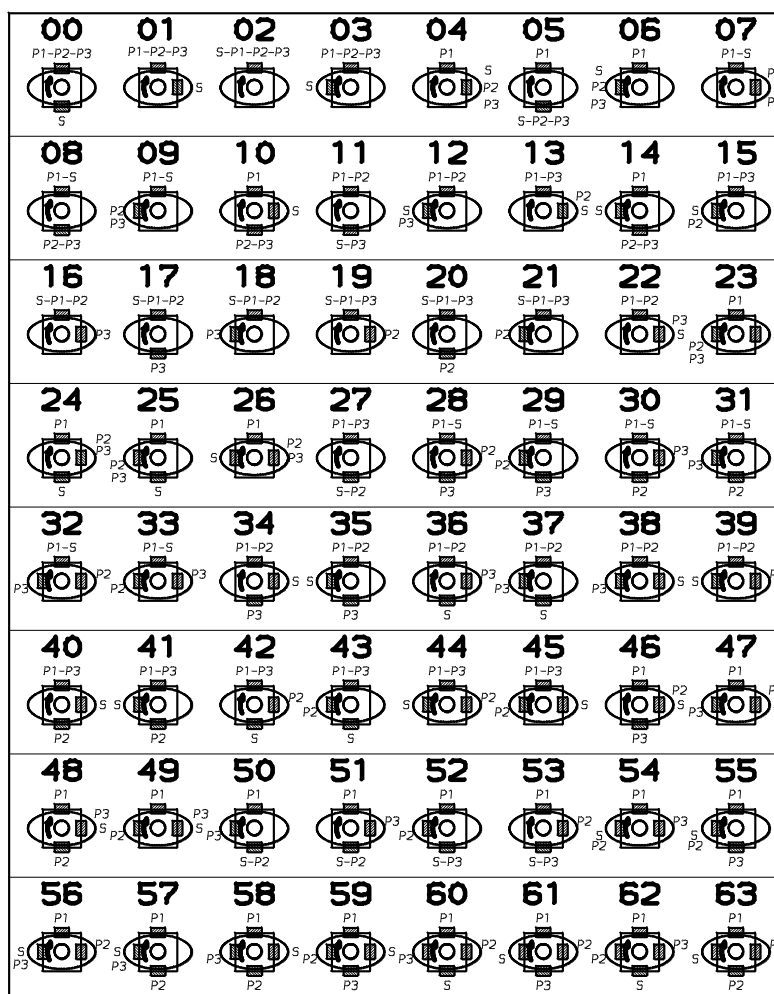 00 01 02 03 04 05 06 07
P1-P2-P3 P1-P2-P3 S-P1-P2-P3 P1-P2-P3 P1 P1 P1 P1-S
S S
S S
P2 P2
P3 P3
S S-P2-P3
08 09 10 11 12 13 14 15
P1-S P1-S P1 P1-P2 P1-P2 P1-P3 P1 P1-P3
P2 S S P2 S S
P3 P3 S P2
P2-P3 P2-P3 S-P3 P2-P3
16 17 18 19 20 21 22 23
S-P1-P2 S-P1-P2 S-P1-P2 S-P1-P3 S-P1-P3 S-P1-P3 P1-P2 P1
P3 P3 P2 P2 P3
S
P2
P3
P3 P2
24 25 26 27 28 29 30 31
P1 P1 P1 P1-P3 P1-S P1-S P1-S P1-S
P2 P2 S P2 P2 P2 P3 P3
P3 P3 P3
S S S-P2 P3 P3 P2 P2
32 33 34 35 36 37 38 39
P1-S P1-S P1-P2 P1-P2 P1-P2 P1-P2 P1-P2 P1-P2
P3 P2 P2 P3 S S P3 P3 P3 S S
P3 P3 S S
40 41 42 43 44 45 46 47
P1-P3 P1-P3 P1-P3 P1-P3 P1-P3 P1-P3 P1 P1
S S P2 P2 S P2 P2 S P2 P3
S
P2 P2 S S P3
48 49 50 51 52 53 54 55
P1 P1 P1 P1 P1 P1 P1 P1
P3 P2 P3 P3 P3 P2 P2 S P3 S
S S P2 P2
P2 S-P2 S-P2 S-P3 S-P3 P3
56 57 58 59 60 61 62 63
P1 P1 P1 P1 P1 P1 P1 P1
S P2 S P3 S P2 S P3 P2 S P2 P2 P3 S
P3 P3
P2 P2 P3 S P3 S P2